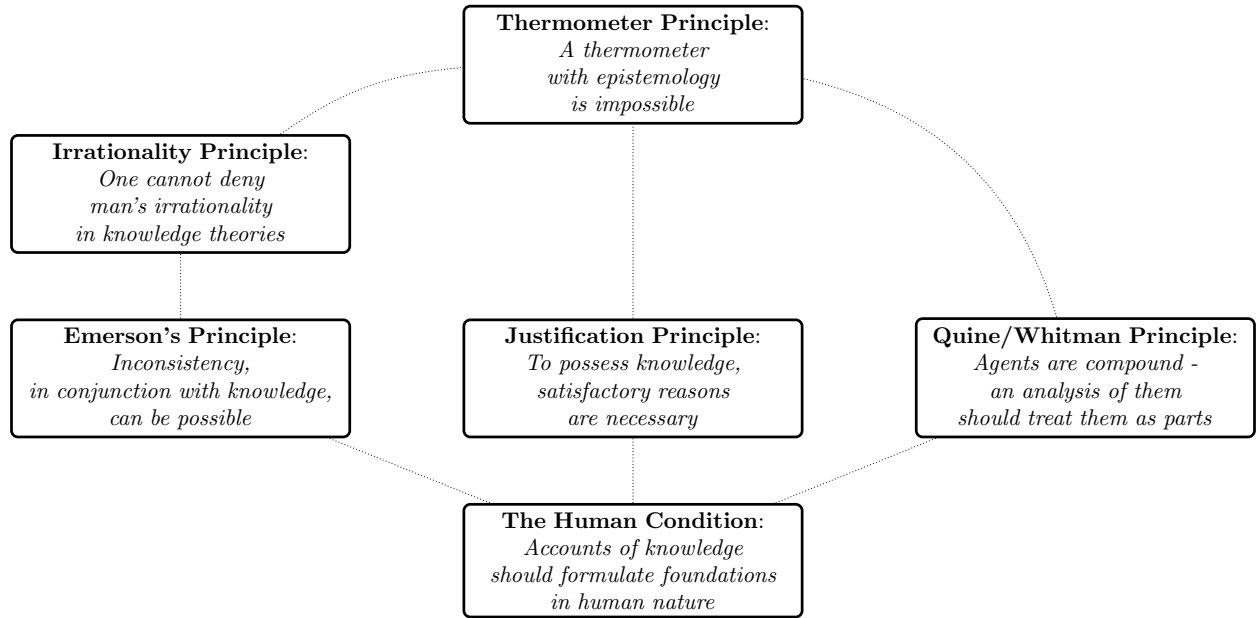 Thermometer Principle:
A thermometer
with epistemology
is impossible
Irrationality Principle:
One cannot deny
man's irrationality
in knowledge theories
Emerson's Principle:
Inconsistency,
in conjunction with knowledge,
can be possible
Justification Principle:
To possess knowledge,
satisfactory reasons
are necessary
Quine/Whitman Principle:
Agents are compound -
an analysis of them
should treat them as parts
The Human Condition:
Accounts of knowledge
should formulate foundations
in human nature